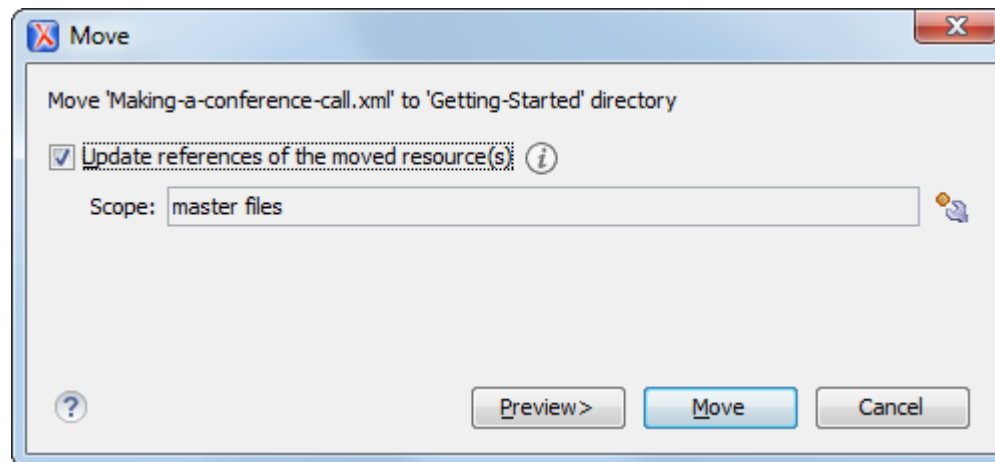 Move
Move 'Making-a-conference-call.xml' to 'Getting-Started' directory
Update references of the moved resource(s)
Scope: master files
Preview> Move Cancel